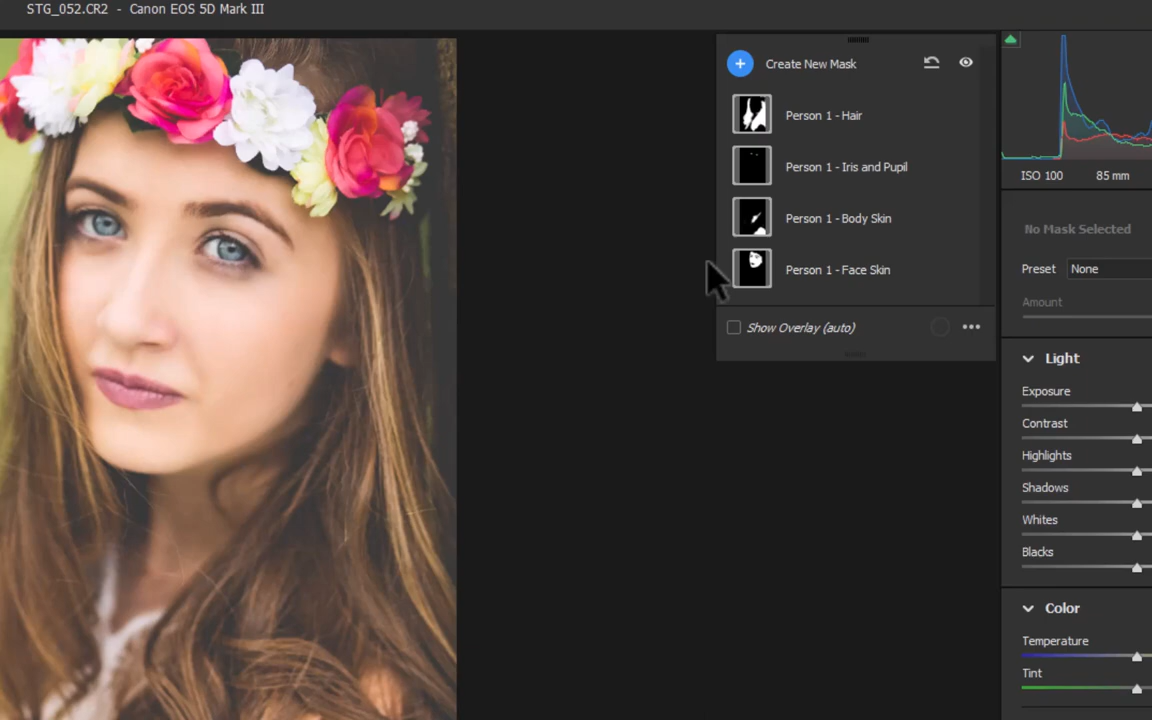 STG_052.CR2 - Canon EOS 5D Mark III
Create New Mask
Person 1 - Hair
Person 1 - Iris and Pupil
Person 1 - Body Skin
Person 1 - Face Skin
Show Overlay (auto)
ISO 100 85 mm
No Mask Selected
Preset None
Amount
Light
Exposure
Contrast
Highlights
Shadows
Whites
Blacks
Color
Temperature
Tint